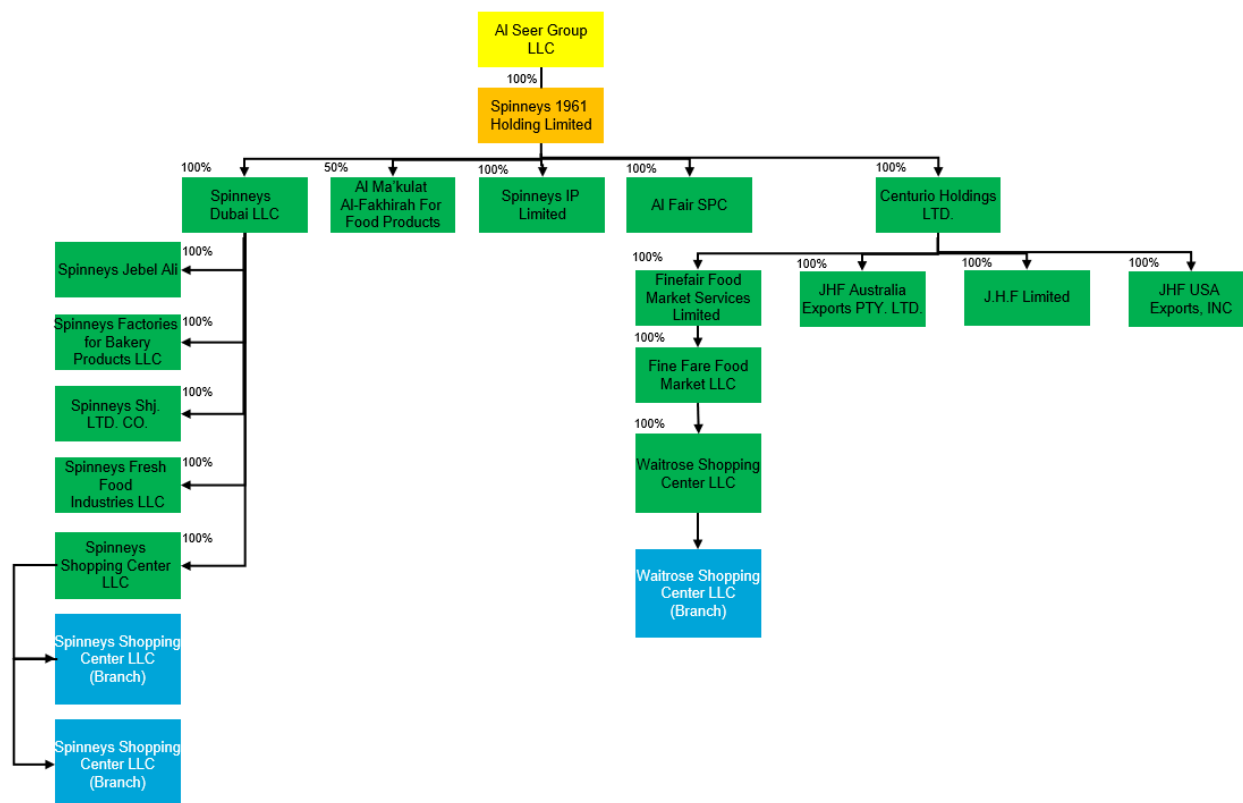 Al Seer Group
LLC
100%
Spinneys 1961
Holding Limited
100%
50%
100%
100%
100%
Spinneys
Dubai LLC
Al Ma'kulat
Al-Fakhirah For
Food Products
Spinneys IP
Limited
Al Fair SPC
Centurio Holdings
LTD.
100%
Spinneys Jebel Ali
100%
Spinneys Factories
for Bakery
Products LLC
100%
Spinneys Shj.
LTD. CO.
100%
Spinneys Fresh
Food
Industries LLC
100%
Spinneys
Shopping Center
LLC
Spinneys Shopping
Center LLC
(Branch)
Spinneys Shopping
Center LLC
(Branch)
100%
100%
100%
100%
Finefair Food
Market Services
Limited
JHF Australia
Exports PTY. LTD.
J.H.F Limited
JHF USA
Exports, INC
100%
Fine Fare Food
Market LLC
100%
Waitrose Shopping
Center LLC
Waitrose Shopping
Center LLC
(Branch)